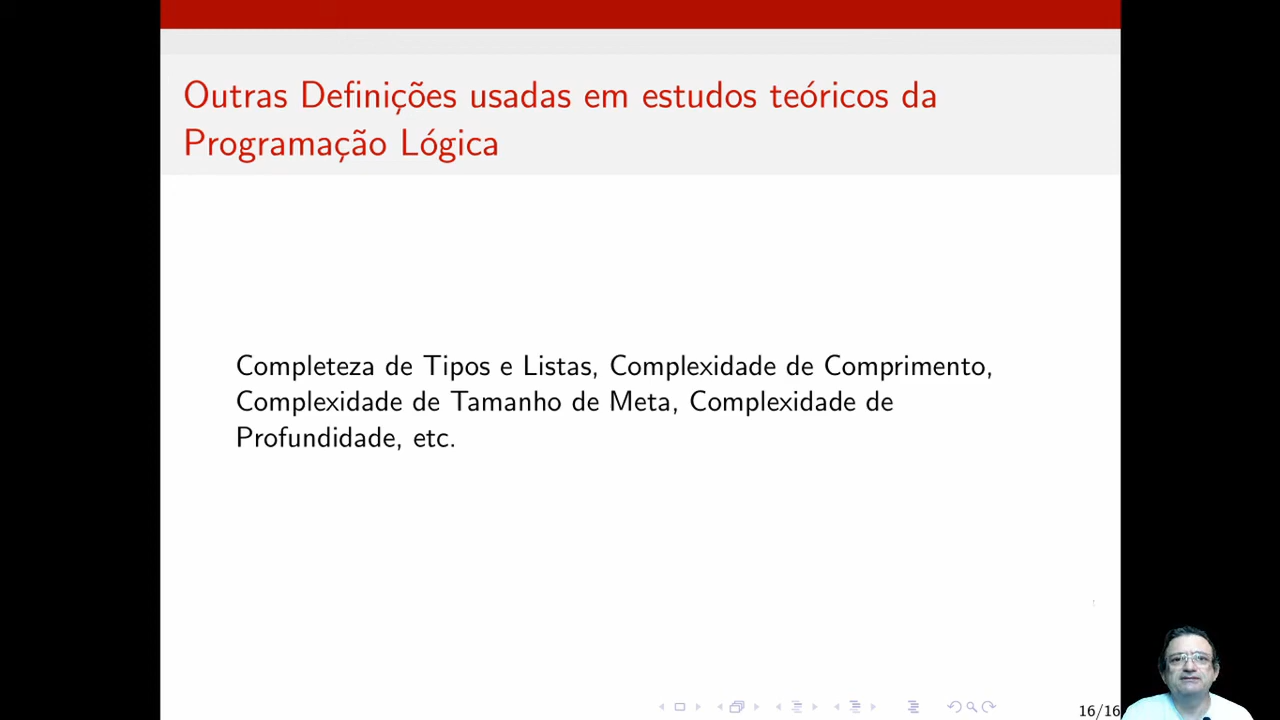 Outras Definições usadas em estudos teóricos da
Programação Lógica
Completeza de Tipos e Listas, Complexidade de Comprimento,
Complexidade de Tamanho de Meta, Complexidade de
Profundidade, etc.
16/16